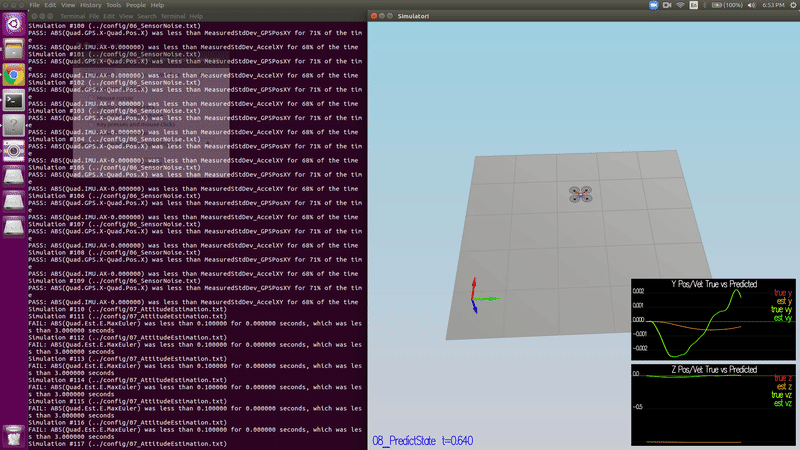 File Edit View History Tools People Help
En
(100%)
6:53 PM
Terminal File Edit View Search Terminal Help
Simulator!
Simulation #100 (../config/06_SensorNoise.txt)
PASS: ABS(Quad.GPS.X-Quad.Pos.X) was less than MeasuredStdDev_GPSPosXY for 71% of the tim
e
PASS: ABS(Quad.IMU.AX-0.000000) was less than MeasuredStdDev_AccelXY for 68% of the time
Simulation #101 (../config/06_SensorNoise.txt)
PASS: ABS(Quad.GPS.X-Quad.Pos.X) was less than MeasuredStdDev_GPSPosXY for 71% of the tim
e
PASS: ABS(Quad.IMU.AX-0.000000) was less than MeasuredStdDev_AccelXY for 68% of the time
Simulation #102 (../config/06_SensorNoise.txt)
PASS: ABS(Quad.GPS.X-Quad.Pos.X) was less than MeasuredStdDev_GPSPosXY for 71% of the tim
e
PASS: ABS(Quad.IMU.AX-0.000000) was less than MeasuredStdDev_AccelXY for 68% of the time
Simulation #103 (../config/06_SensorNoise.txt)
PASS: ABS(Quad.GPS.X-Quad.Pos.X) was less than MeasuredStdDev_GPSPosXY for 71% of the tim
e
PASS: ABS(Quad.IMU.AX-0.000000) was less than MeasuredStdDev_AccelXY for 68% of the time
Simulation #104 (../config/06_SensorNoise.txt)
PASS: ABS(Quad.GPS.X-Quad.Pos.X) was less than MeasuredStdDev_GPSPosXY for 71% of the tim
e
PASS: ABS(Quad.IMU.AX-0.000000) was less than MeasuredStdDev_AccelXY for 68% of the time
Simulation #105 (../config/06_SensorNoise.txt)
PASS: ABS(Quad.GPS.X-Quad.Pos.X) was less than MeasuredStdDev_GPSPosXY for 71% of the tim
e
PASS: ABS(Quad.IMU.AX-0.000000) was less than MeasuredStdDev_AccelXY for 68% of the time
Simulation #106 (../config/06_SensorNoise.txt)
PASS: ABS(Quad.GPS.X-Quad.Pos.X) was less than MeasuredStdDev_GPSPosXY for 71% of the tim
e
PASS: ABS(Quad.IMU.AX-0.000000) was less than MeasuredStdDev_AccelXY for 68% of the time
Simulation #107 (../config/06_SensorNoise.txt)
PASS: ABS(Quad.GPS.X-Quad.Pos.X) was less than MeasuredStdDev_GPSPosXY for 71% of the tim
e
PASS: ABS(Quad.IMU.AX-0.000000) was less than MeasuredStdDev_AccelXY for 68% of the time
Simulation #108 (../config/06_SensorNoise.txt)
PASS: ABS(Quad.GPS.X-Quad.Pos.X) was less than MeasuredStdDev_GPSPosXY for 71% of the tim
e
PASS: ABS(Quad.IMU.AX-0.000000) was less than MeasuredStdDev_AccelXY for 68% of the time
Simulation #109 (../config/06_SensorNoise.txt)
PASS: ABS(Quad.GPS.X-Quad.Pos.X) was less than MeasuredStdDev_GPSPosXY for 71% of the tim
e
PASS: ABS(Quad.IMU.AX-0.000000) was less than MeasuredStdDev_AccelXY for 68% of the time
Simulation #110 (../config/06_SensorNoise.txt)
Simulation #111 (../config/07_AttitudeEstimation.txt)
FAIL: ABS(Quad.Est.E.MaxEuler) was less than 0.100000 for 0.000000 seconds, which was les
s than 3.000000 seconds
Simulation #112 (../config/07_AttitudeEstimation.txt)
FAIL: ABS(Quad.Est.E.MaxEuler) was less than 0.100000 for 0.000000 seconds, which was les
s than 3.000000 seconds
Simulation #113 (../config/07_AttitudeEstimation.txt)
FAIL: ABS(Quad.Est.E.MaxEuler) was less than 0.100000 for 0.000000 seconds, which was les
s than 3.000000 seconds
Simulation #114 (../config/07_AttitudeEstimation.txt)
FAIL: ABS(Quad.Est.E.MaxEuler) was less than 0.100000 for 0.000000 seconds, which was les
s than 3.000000 seconds
Simulation #115 (../config/07_AttitudeEstimation.txt)
FAIL: ABS(Quad.Est.E.MaxEuler) was less than 0.100000 for 0.000000 seconds, which was les
s than 3.000000 seconds
Simulation #116 (../config/07_AttitudeEstimation.txt)
FAIL: ABS(Quad.Est.E.MaxEuler) was less than 0.100000 for 0.000000 seconds, which was les
s than 3.000000 seconds
Simulation #117 (../config/07_AttitudeEstimation.txt)
Y Pos/Vel True vs Predicted
0.002
0.001
0.000
-0.001
-0.002
true y
est y
true vy
est vy
Z Pos/Vel True vs Predicted
0.0
-0.5
true z
est z
true vz
est vz
08_PredictState t=0.640